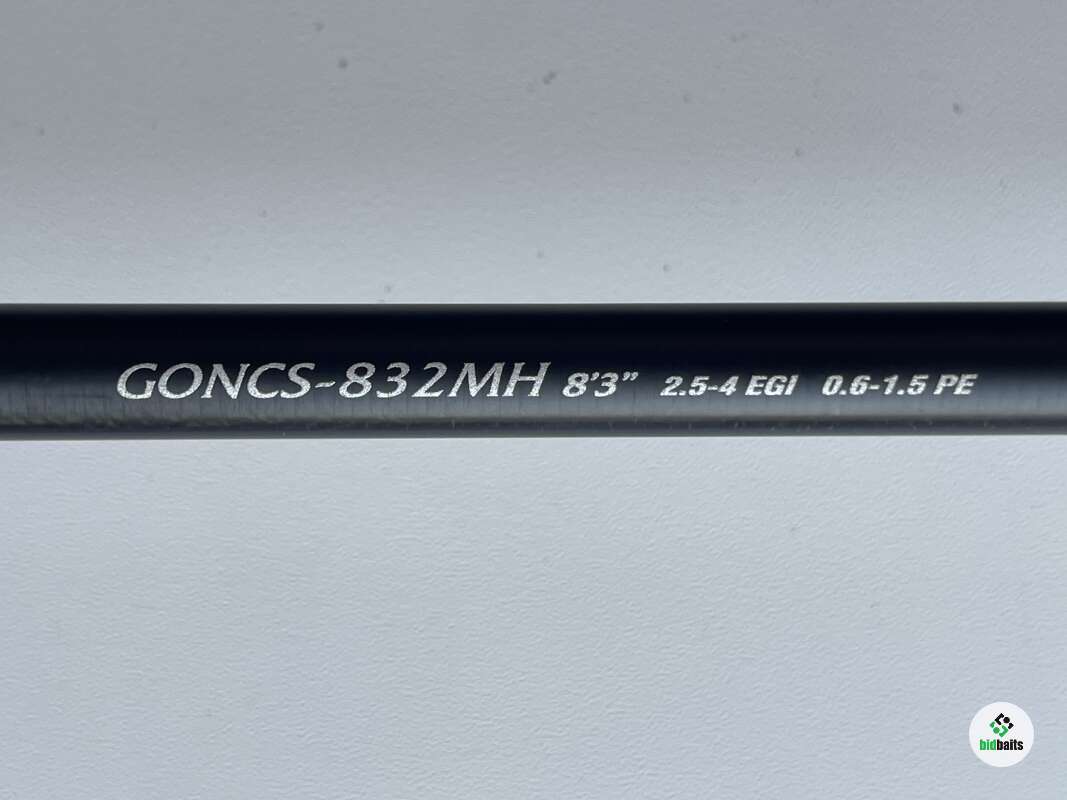 GONCS-832MH 8'3” 2.5-4 EGI 0.6-1.5 PE
bidbaits